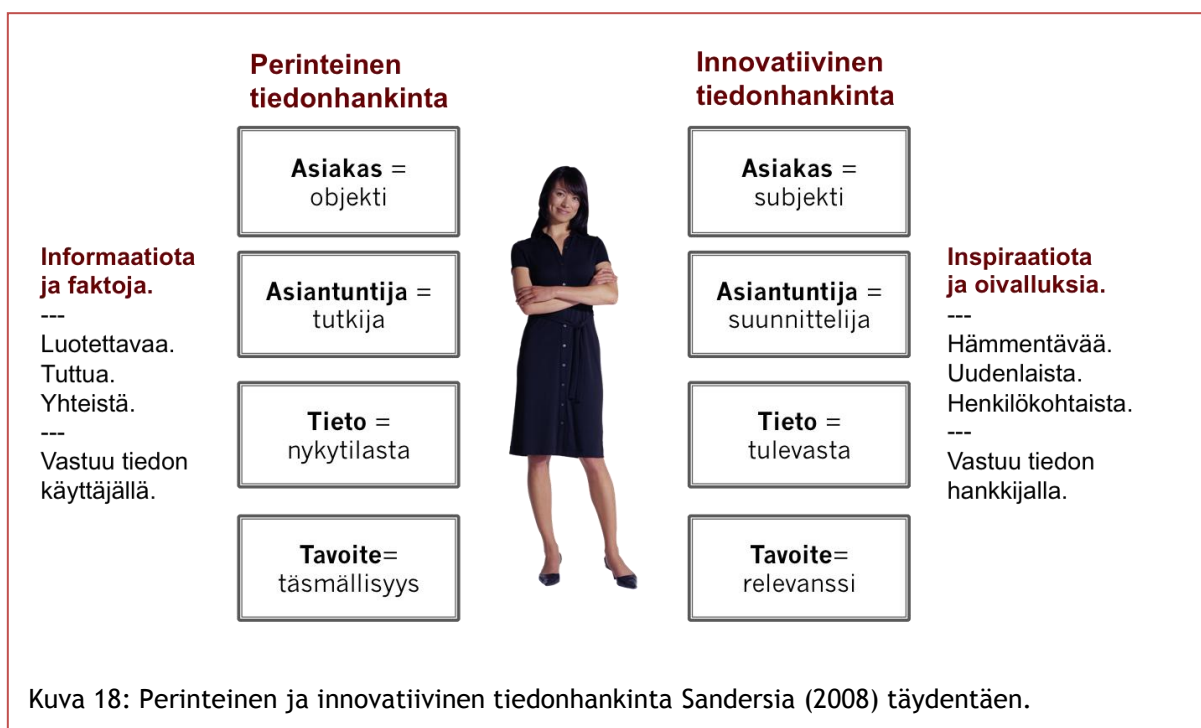 Perinteinen
tiedonhankinta
Asiakas =
objekti
Asiantuntija =
tutkija
Tieto =
nykytilasta
Tavoite=
täsmällisyys
Informaatiota
ja faktoja.
---
Luotettavaa.
Tuttua.
Yhteistä.
---
Vastuu tiedon
käyttäjällä.
Innovatiivinen
tiedonhankinta
Asiakas =
subjekti
Asiantuntija =
suunnittelija
Tieto =
tulevasta
Tavoite=
relevanssi
Inspiraatiota
ja oivalluksia.
---
Hämmentävää.
Uudenlaista.
Henkilökohtaista.
---
Vastuu tiedon
hankkijalla.
Kuva 18: Perinteinen ja innovatiivinen tiedonhankinta Sandersia (2008) täydentäen.